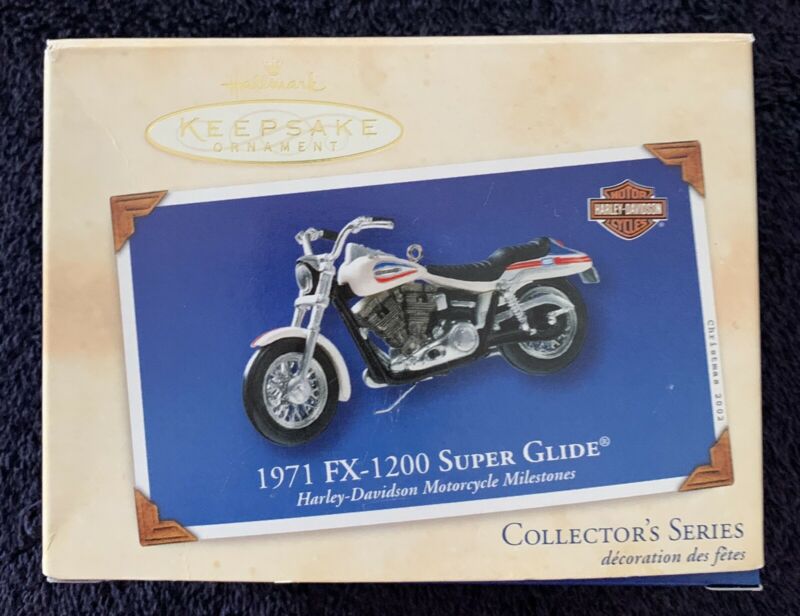 Hallmark
KEEPSAKE
ORNAMENT
MOTOR
HARLEY-DAVIDSON
CYCLES
Christmas 2002
1971 FX-1200 SUPER GLIDE®
Harley-Davidson Motorcycle Milestones
COLLECTOR'S SERIES
décoration des fêtes